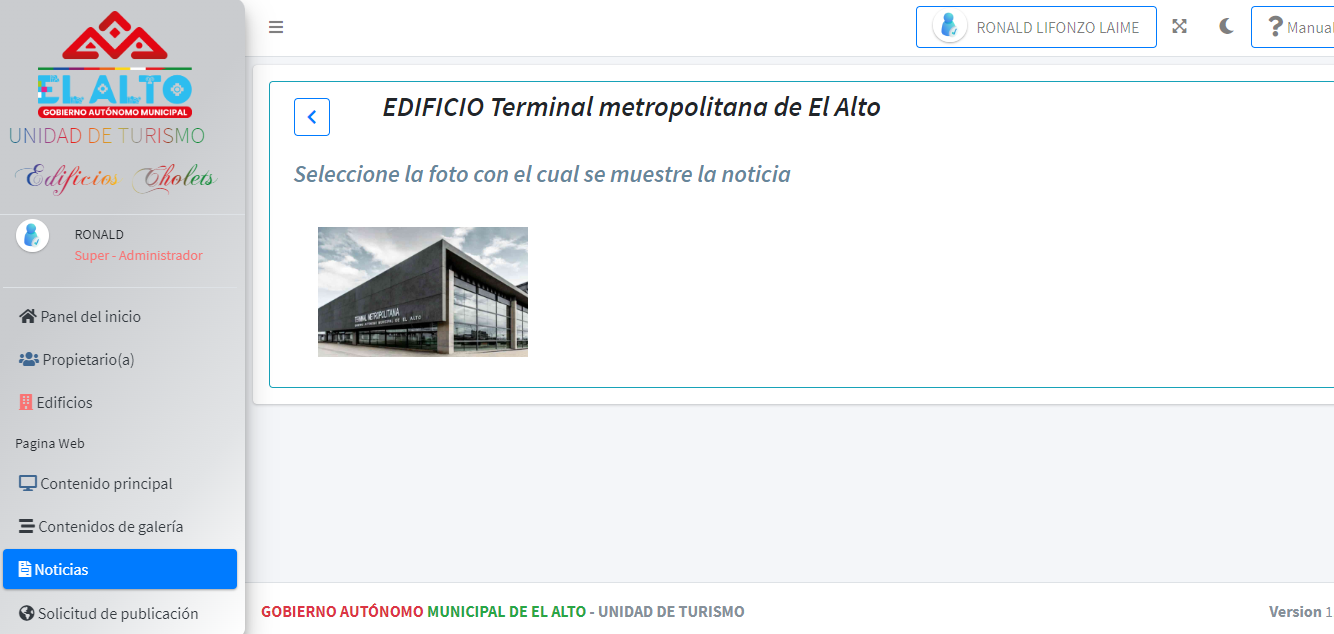 EL ALTO
GOBIERNO AUTÓNOMO MUNICIPAL
UNIDAD DE TURISMO
Edificios Cholets
RONALD
Super - Administrador
Panel del inicio
Propietario(a)
Edificios
Pagina Web
Contenido principal
Contenidos de galería
Noticias
Solicitud de publicación
RONALD LIFONZO LAIME
? Manual
EDIFICIO Terminal metropolitana de El Alto
Seleccione la foto con el cual se muestre la noticia
TERMINAL METROPOLITANA
GOBIERNO AUTÓNOMO MUNICIPAL DE EL ALTO - UNIDAD DE TURISMO
Version 1